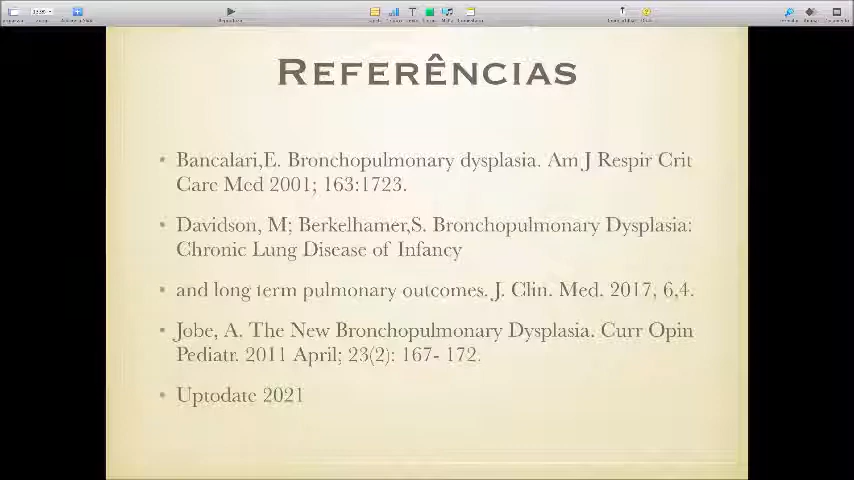 REFERÊNCIAS
• Bancalari,E. Bronchopulmonary dysplasia. Am J Respir Crit
Care Med 2001; 163:1723.
• Davidson, M; Berkelhamer,S. Bronchopulmonary Dysplasia:
Chronic Lung Disease of Infancy
• and long term pulmonary outcomes. J. Clin. Med. 2017, 6,4.
• Jobe, A. The New Bronchopulmonary Dysplasia. Curr Opin
Pediatr. 2011 April; 23(2): 167- 172.
• Uptodate 2021